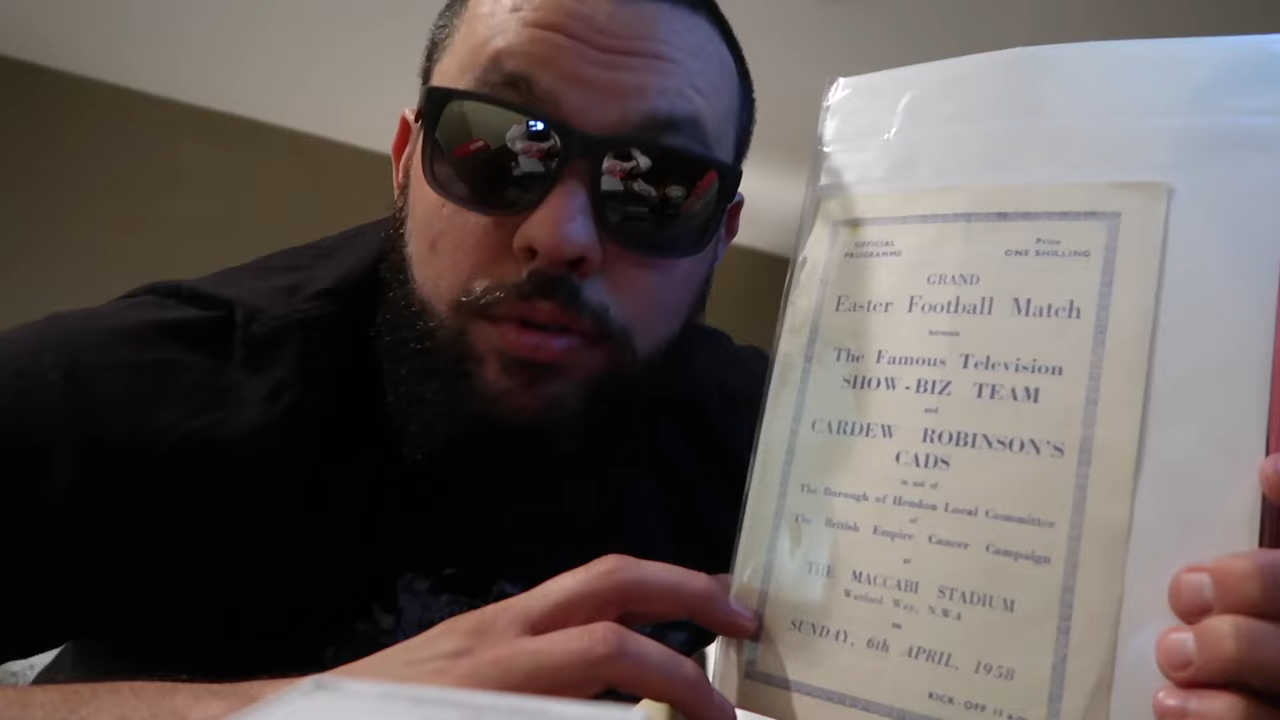 OFFICIAL
PROGRAMME
Price
ONE SHILLING
GRAND
Easter Football Match
between
The Famous Television
SHOW-BIZ TEAM
and
CARDEW ROBINSON'S
CADS
in aid of
The Borough of Hendon Local Committee
of
The British Empire Cancer Campaign
at
THE MACCABI STADIUM
Watford Way, N.W.4
on
SUNDAY, 6th APRIL, 1958
KICK-OFF 11